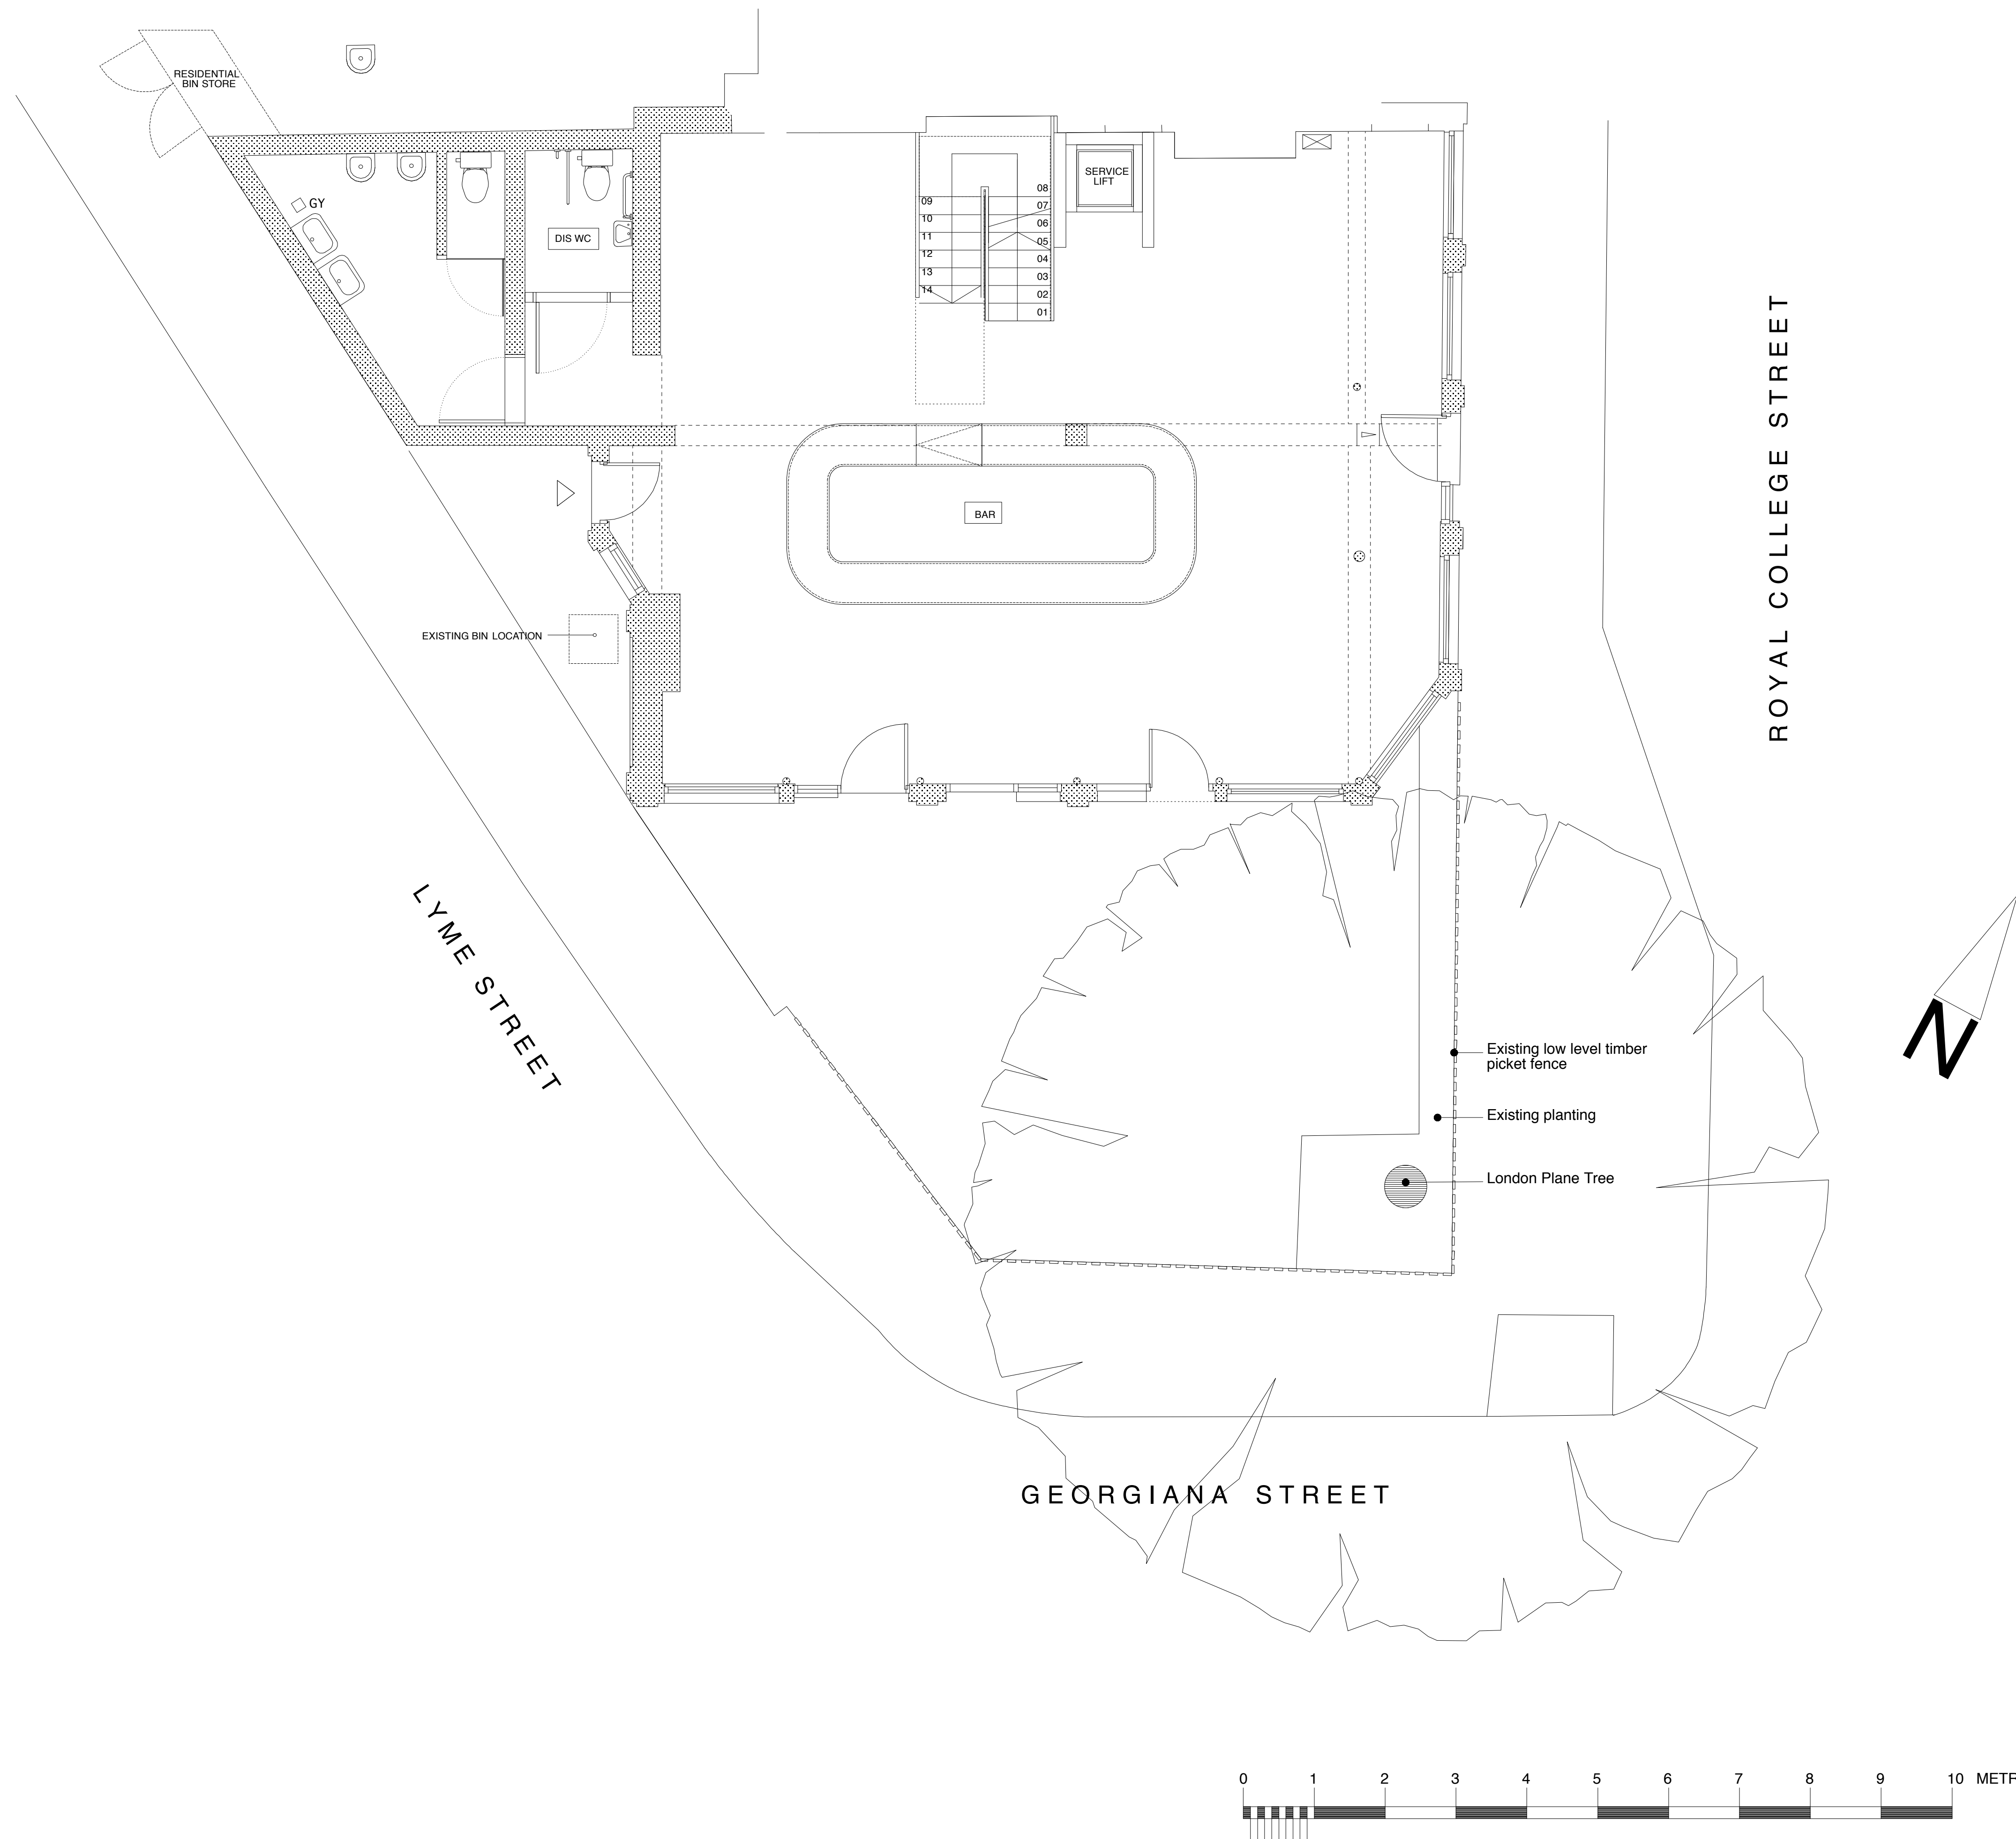 RESIDENTIAL
BIN STORE
GY
DIS WC
SERVICE
LIFT
08
09
07
10
06
11
05
12
04
13
03
14
02
01
BAR
EXISTING BIN LOCATION
ROYAL COLLEGE STREET
LYME STREET
N
Existing low level timber
picket fence
Existing planting
London Plane Tree
GEORGIANA STREET
0 1 2 3 4 5 6 7 8 9 10 METR